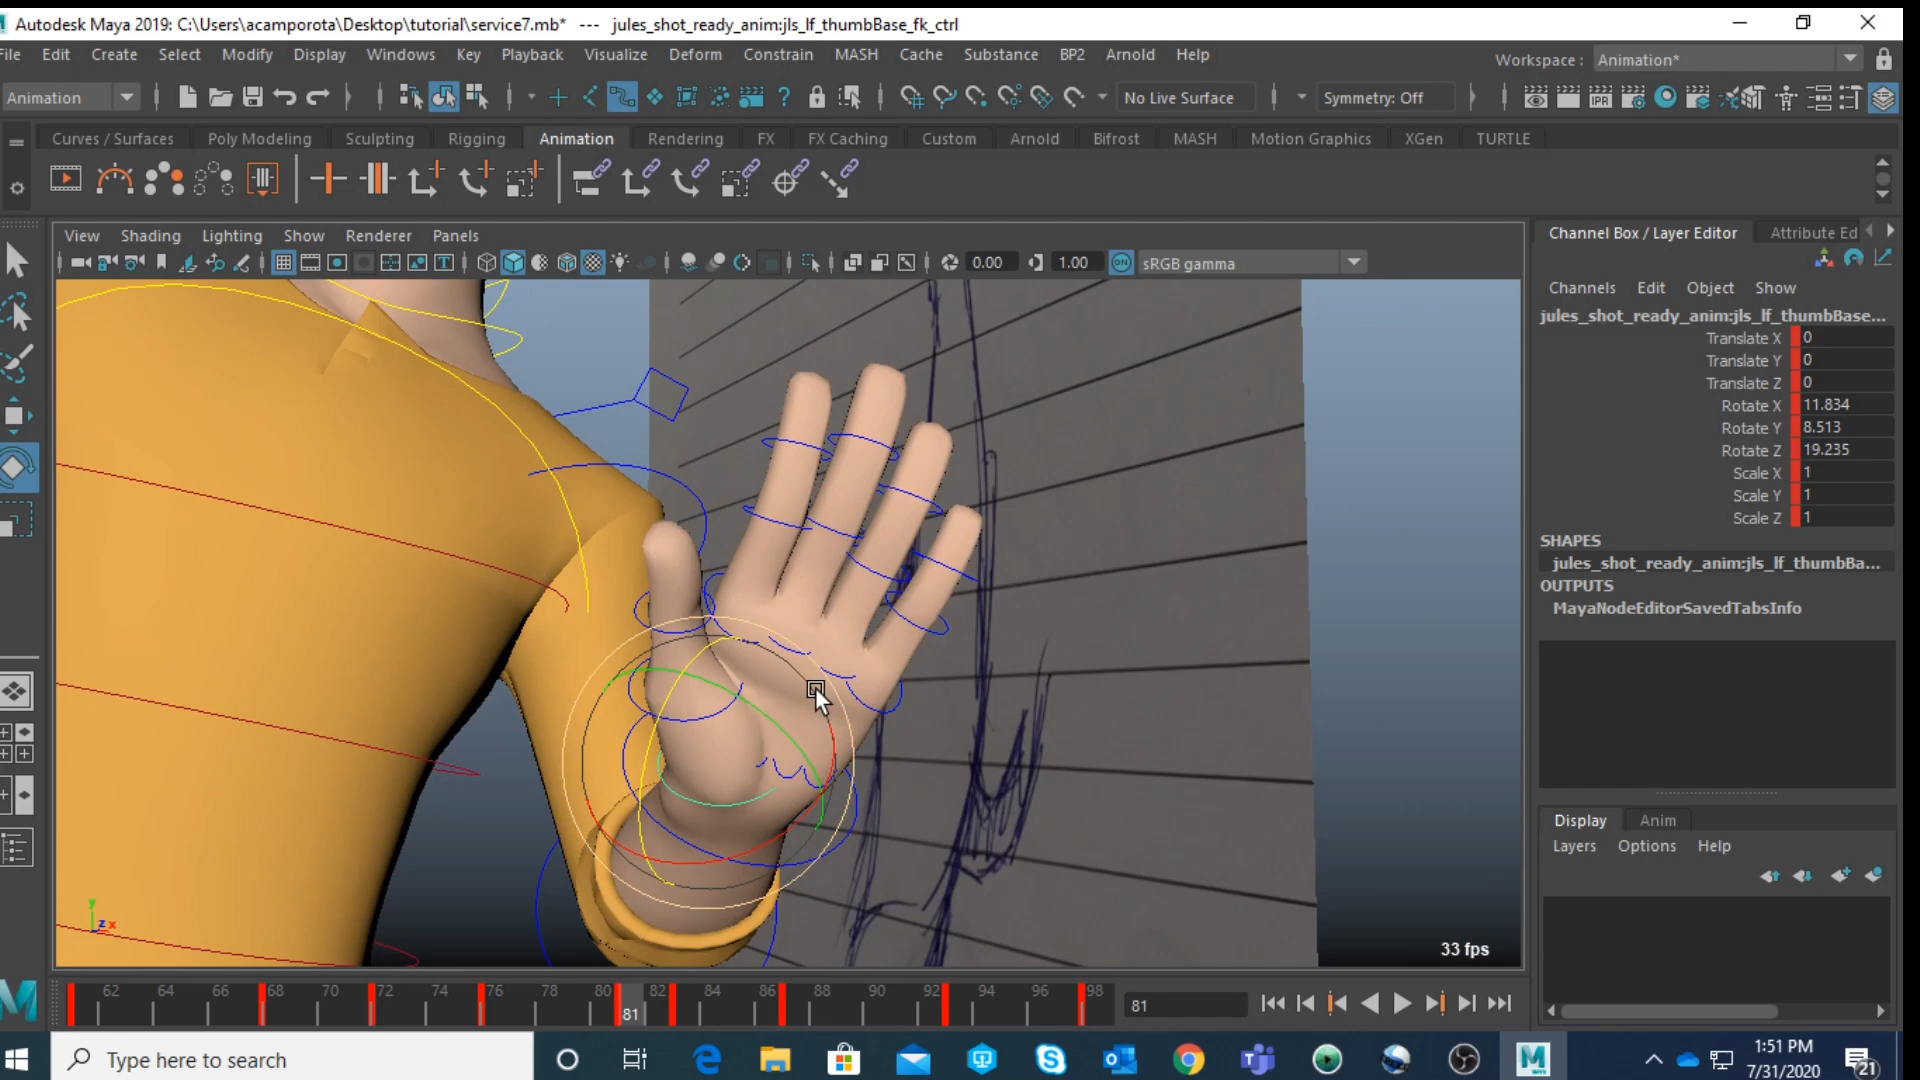 Autodesk Maya 2019: C:\Users\acamporota\Desktop\tutorial\service7.mb* --- jules_shot_ready_anim:jls_lf_thumbBase_fk_ctrl
File Edit Create Select Modify Display Windows Key Playback Visualize Deform Constrain MASH Cache Substance BP2 Arnold Help
Workspace : Animation*
Animation
No Live Surface
Symmetry: Off
IPR
Curves / Surfaces Poly Modeling Sculpting Rigging Animation Rendering FX FX Caching Custom Arnold Bifrost MASH Motion Graphics XGen TURTLE
View Shading Lighting Show Renderer Panels
0.00 1.00 ON sRGB gamma
Channel Box / Layer Editor Attribute Ed
Channels Edit Object Show
jules_shot_ready_anim:jls_lf_thumbBase...
Translate X 0
Translate Y 0
Translate Z 0
Rotate X 11.834
Rotate Y 8.513
Rotate Z 19.235
Scale X 1
Scale Y 1
Scale Z 1
SHAPES
jules_shot_ready_anim:jls_lf_thumbBa...
OUTPUTS
MayaNodeEditorSavedTabsInfo
Display Anim
Layers Options Help
y
z x
33 fps
62 64 66 68 70 72 74 76 78 80 82 84 86 88 90 92 94 96 98
81
81
Type here to search
1:51 PM
7/31/2020
21